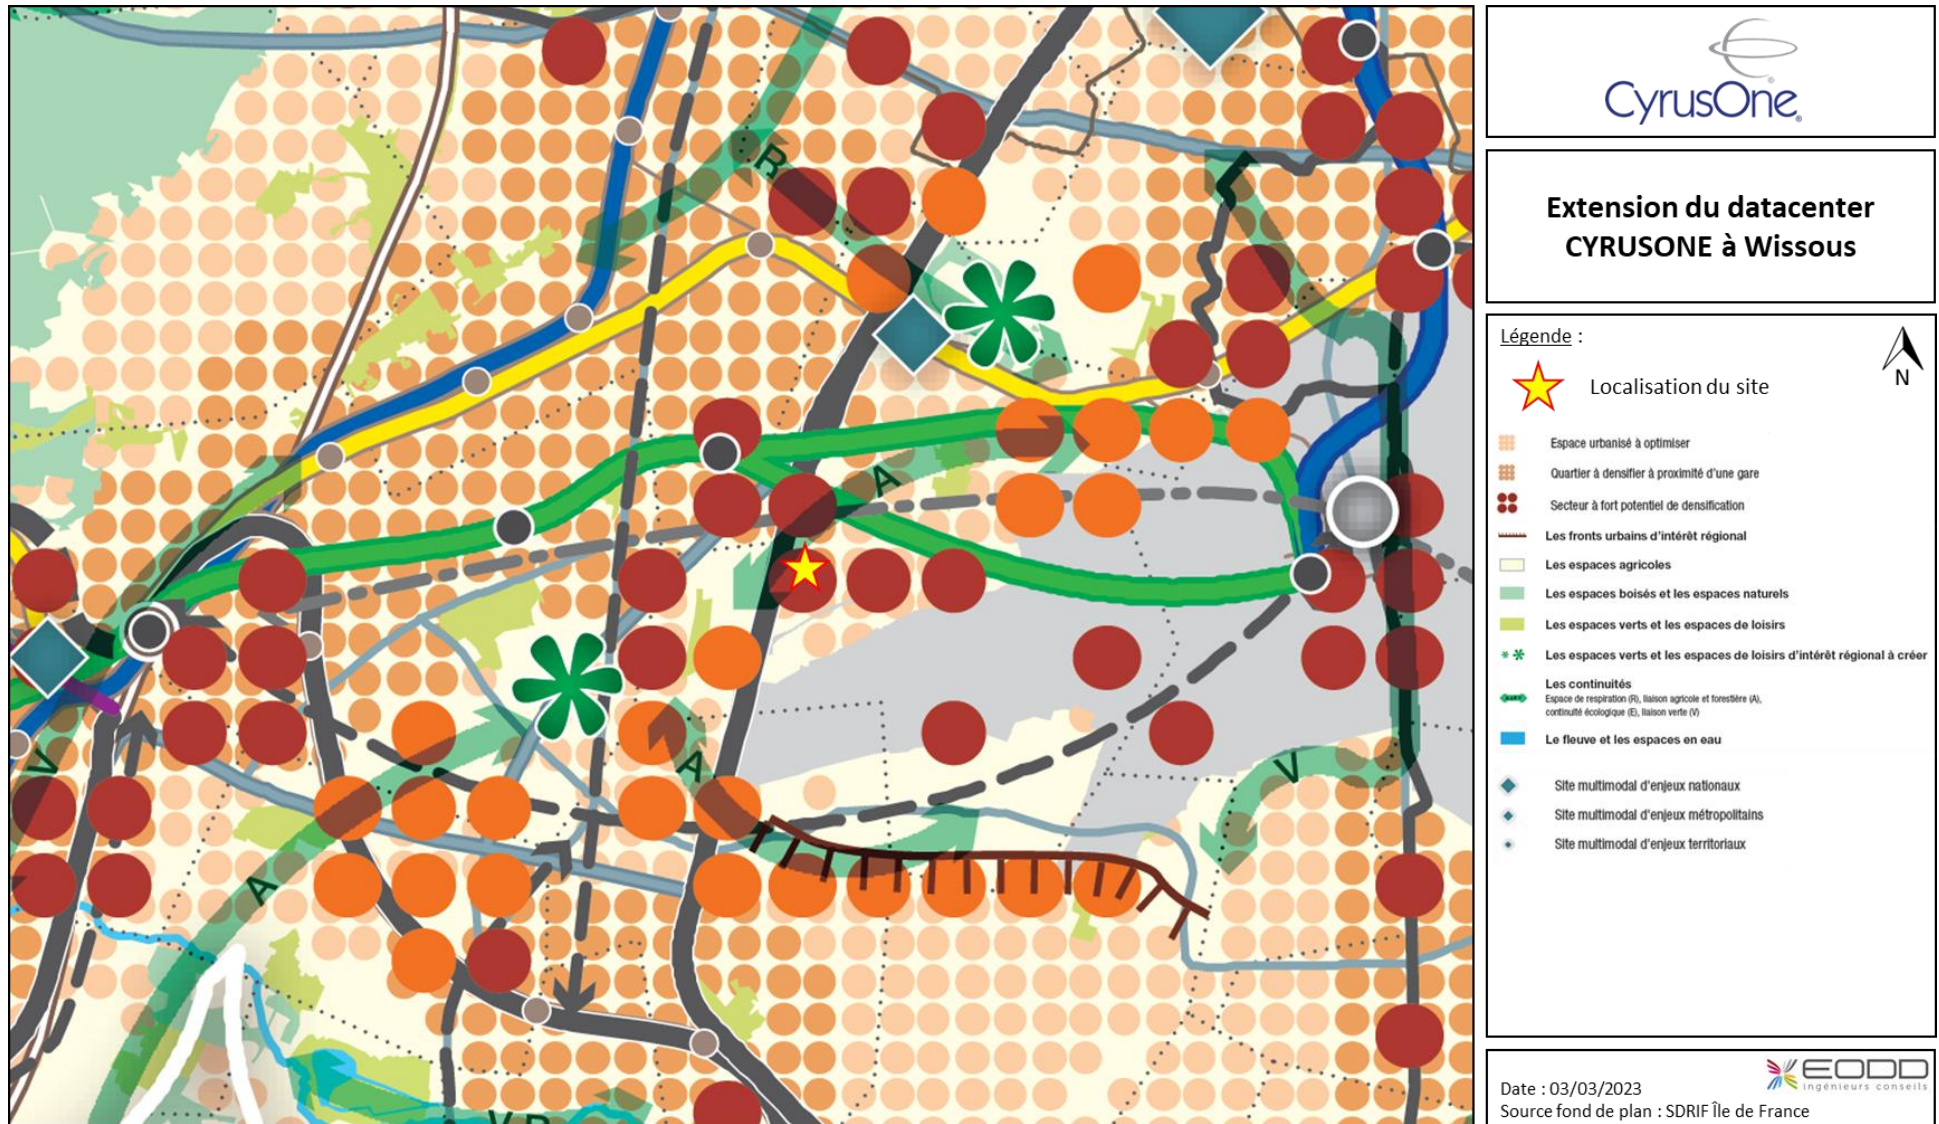 R
A
A
A
V
A
V
V R
CyrusOne®
Extension du datacenter
CYRUSONE à Wissous
Légende :
N
Localisation du site
Espace urbanisé à optimiser
Quartier à densifier à proximité d'une gare
Secteur à fort potentiel de densification
Les fronts urbains d'intérêt régional
Les espaces agricoles
Les espaces boisés et les espaces naturels
Les espaces verts et les espaces de loisirs
Les espaces verts et les espaces de loisirs d'intérêt régional à créer
Les continuités
Espace de respiration (R), liaison agricole et forestière (A),
continuité écologique (E), liaison verte (V)
Le fleuve et les espaces en eau
Site multimodal d'enjeux nationaux
Site multimodal d'enjeux métropolitains
Site multimodal d'enjeux territoriaux
EODD
ingénieurs conseils
Date : 03/03/2023
Source fond de plan : SDRIF Île de France